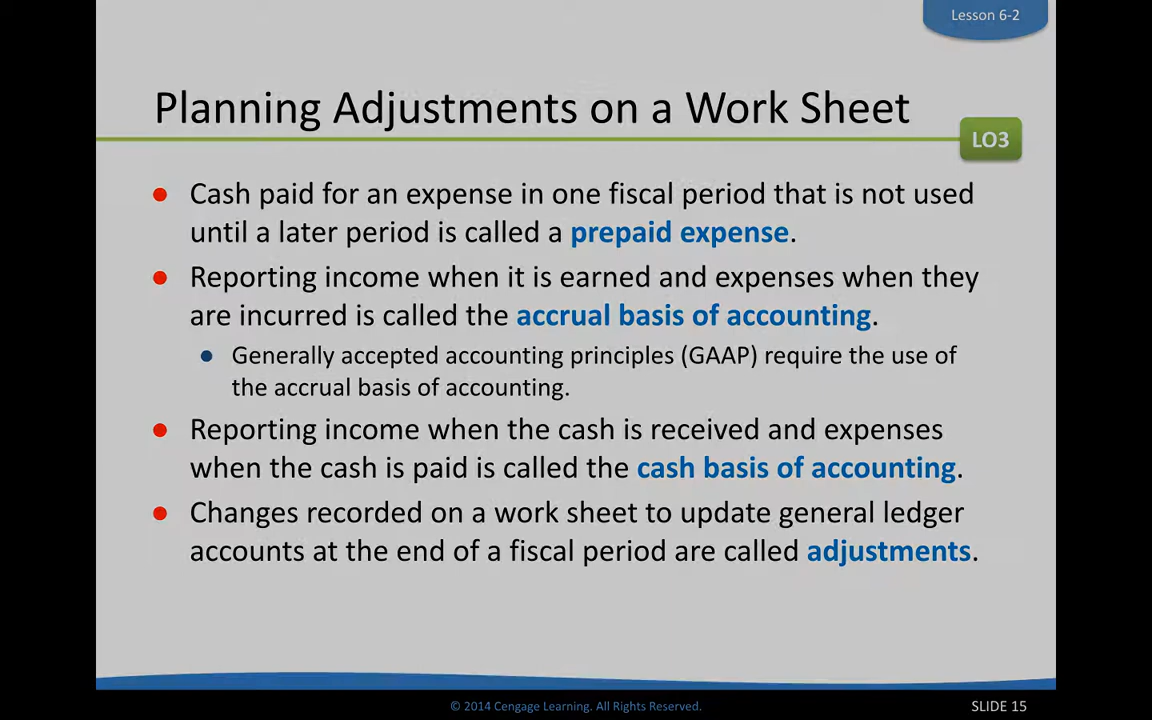 Lesson 6-2
Planning Adjustments on a Work Sheet
LO3
● Cash paid for an expense in one fiscal period that is not used
until a later period is called a prepaid expense.
● Reporting income when it is earned and expenses when they
are incurred is called the accrual basis of accounting.
● Generally accepted accounting principles (GAAP) require the use of
the accrual basis of accounting.
● Reporting income when the cash is received and expenses
when the cash is paid is called the cash basis of accounting.
● Changes recorded on a work sheet to update general ledger
accounts at the end of a fiscal period are called adjustments.
© 2014 Cengage Learning. All Rights Reserved.
SLIDE 15